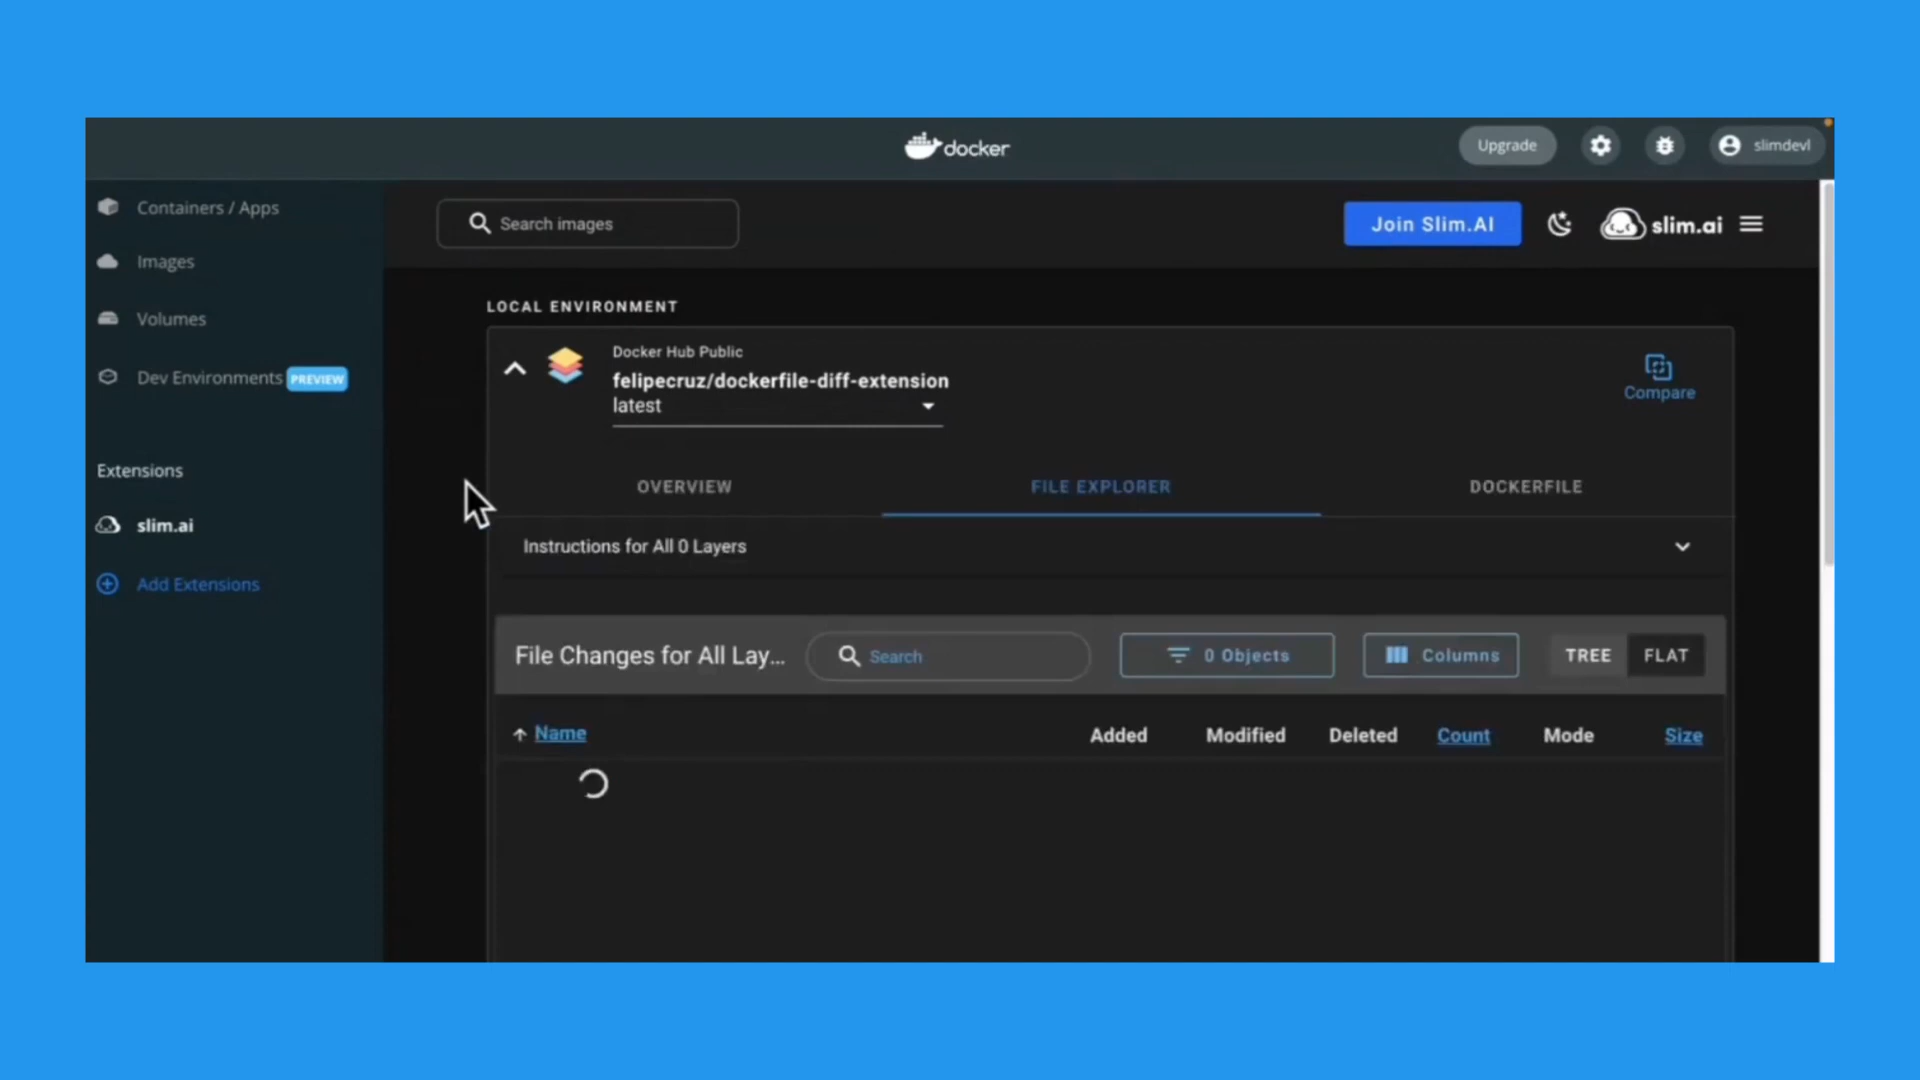 docker
Upgrade
slimdevl
Containers / Apps
Images
Volumes
Dev Environments PREVIEW
Extensions
slim.ai
Add Extensions
Search images
Join Slim.AI
slim.ai
LOCAL ENVIRONMENT
Docker Hub Public
felipecruz/dockerfile-diff-extension
latest
Compare
OVERVIEW
FILE EXPLORER
DOCKERFILE
Instructions for All 0 Layers
File Changes for All Lay...
Search
0 Objects
Columns
TREE
FLAT
Name
Added
Modified
Deleted
Count
Mode
Size